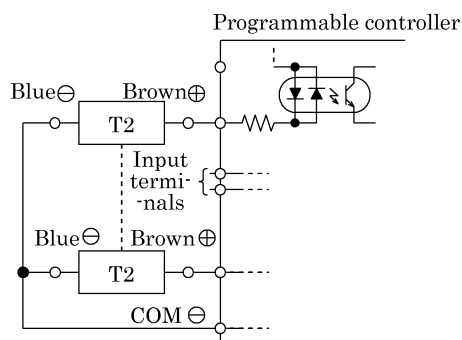 Programmable controller
Blue⊖ Brown⊕
T2
Input
termi-
-nals
Blue⊖ Brown⊕
T2
COM ⊖